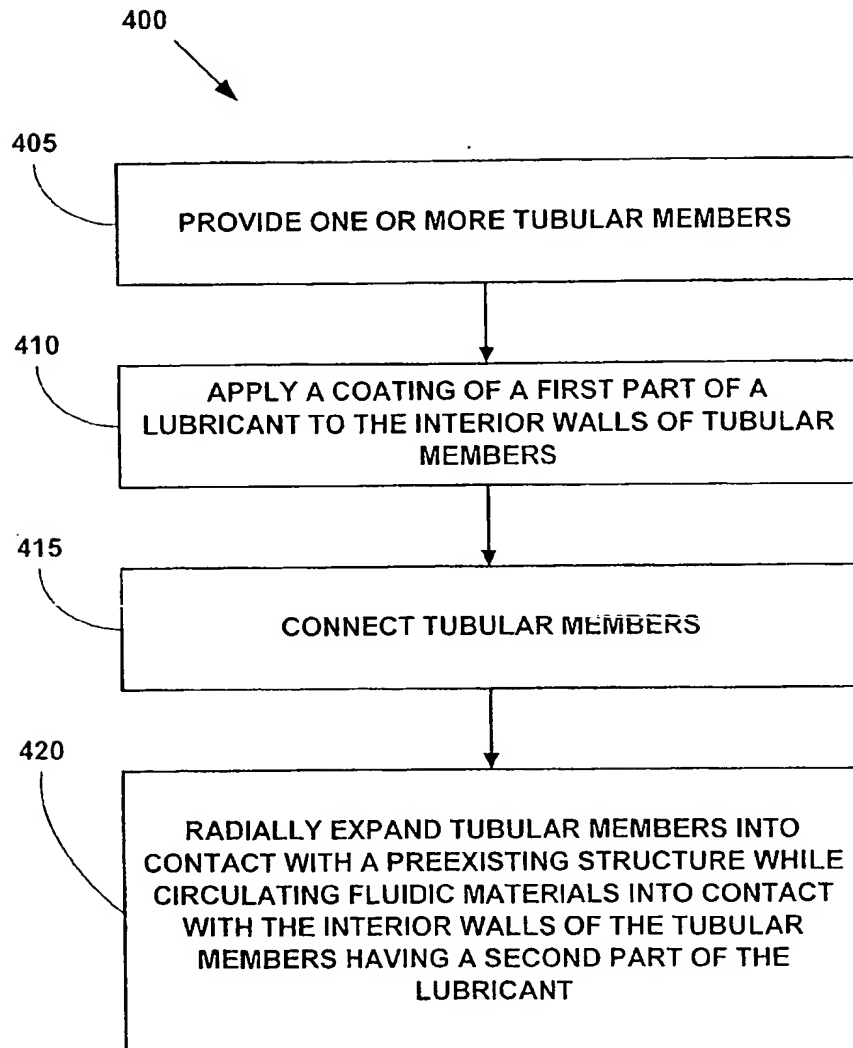 400
405
PROVIDE ONE OR MORE TUBULAR MEMBERS
410
APPLY A COATING OF A FIRST PART OF A
LUBRICANT TO THE INTERIOR WALLS OF TUBULAR
MEMBERS
415
CONNECT TUBULAR MEMBERS
420
RADIALLY EXPAND TUBULAR MEMBERS INTO
CONTACT WITH A PREEXISTING STRUCTURE WHILE
CIRCULATING FLUIDIC MATERIALS INTO CONTACT
WITH THE INTERIOR WALLS OF THE TUBULAR
MEMBERS HAVING A SECOND PART OF THE
LUBRICANT